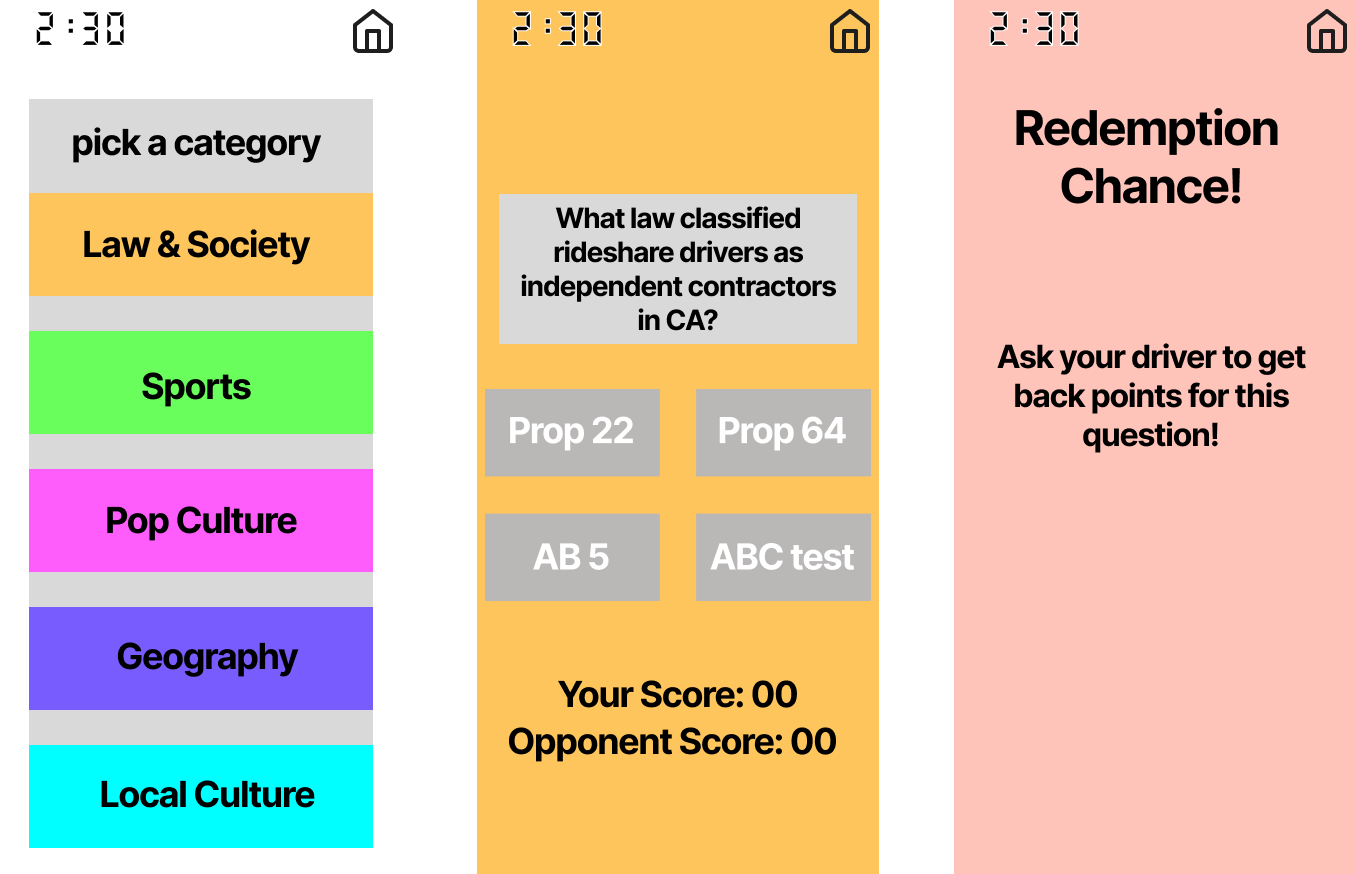 2:30
pick a category
Law & Society
Sports
Pop Culture
Geography
Local Culture
2:30
What law classified
rideshare drivers as
independent contractors
in CA?
Prop 22
Prop 64
AB 5
ABC test
Your Score: 00
Opponent Score: 00
2:30
Redemption
Chance!
Ask your driver to get
back points for this
question!